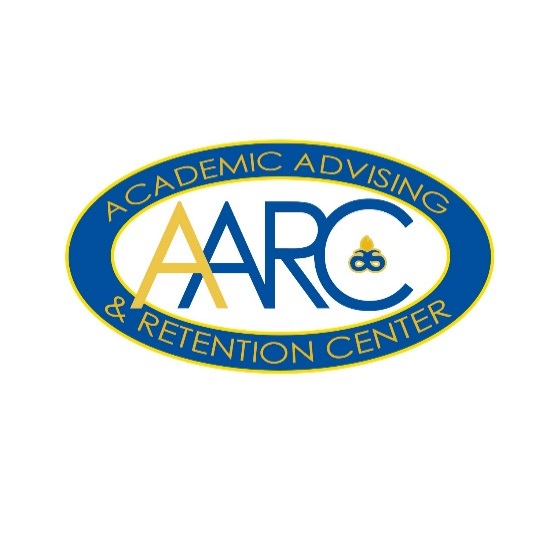 ACADEMIC ADVISING
AARC
& RETENTION CENTER